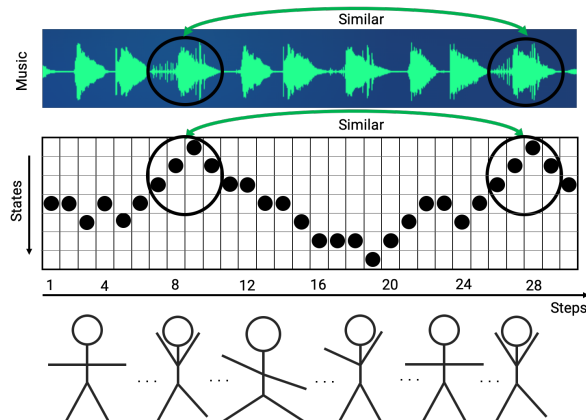 Similar
Music
Similar
States
1 4 8 12 16 20 24 28
Steps
... ... ... ... ...